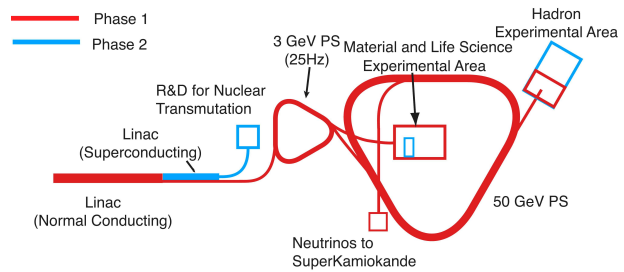 Phase 1
Phase 2
Hadron
Experimental Area
3 GeV PS
(25Hz)
Material and Life Science
Experimental Area
R&D for Nuclear
Transmutation
Linac
(Superconducting)
Linac
(Normal Conducting)
50 GeV PS
Neutrinos to
SuperKamiokande